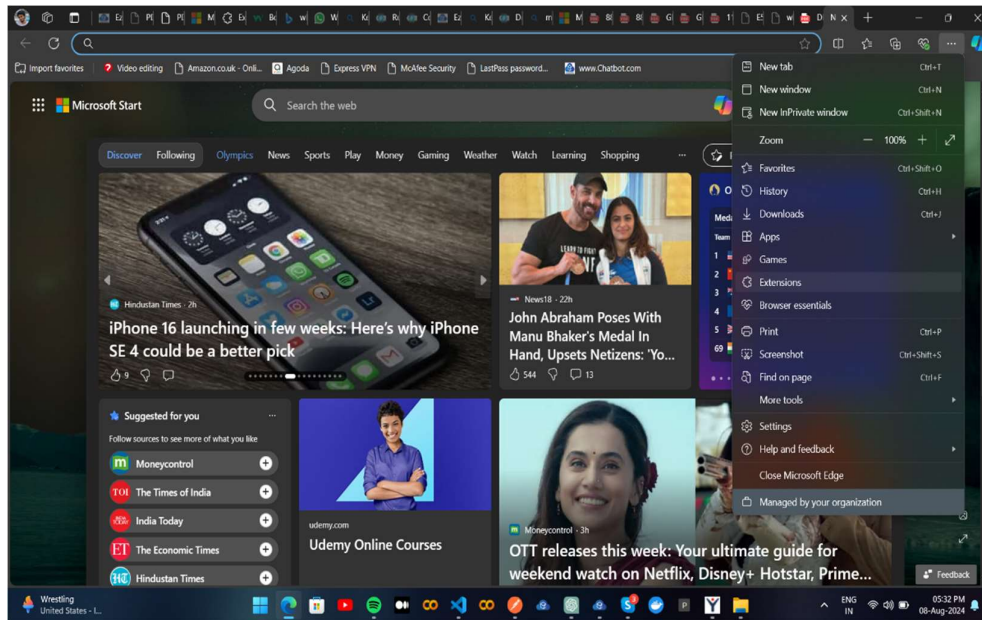 Import favorites
Video editing
Amazon.co.uk - Onli...
Agoda
Express VPN
McAfee Security
LastPass password...
www.Chatbot.com
Microsoft Start
Search the web
Discover
Following
Olympics
News
Sports
Play
Money
Gaming
Weather
Watch
Learning
Shopping
...
Hindustan Times · 2h
iPhone 16 launching in few weeks: Here's why iPhone
SE 4 could be a better pick
9
News18 · 22h
John Abraham Poses With
Manu Bhaker's Medal In
Hand, Upsets Netizens: 'Yo...
544
13
Team
1
2
3
4
5
69
Suggested for you
...
Follow sources to see more of what you like
Moneycontrol
The Times of India
India Today
The Economic Times
Hindustan Times
udemy.com
Udemy Online Courses
Moneycontrol · 3h
OTT releases this week: Your ultimate guide for
weekend watch on Netflix, Disney+ Hotstar, Prime...
New tab Ctrl+T
New window Ctrl+N
New InPrivate window Ctrl+Shift+N
Zoom — 100% +
Favorites Ctrl+Shift+O
History Ctrl+H
Downloads Ctrl+J
Apps
Games
Extensions
Browser essentials
Print Ctrl+P
Screenshot Ctrl+Shift+S
Find on page Ctrl+F
More tools
Settings
Help and feedback
Close Microsoft Edge
Managed by your organization
Feedback
Wrestling
United States - I...
ENG
IN
05:32 PM
08-Aug-2024